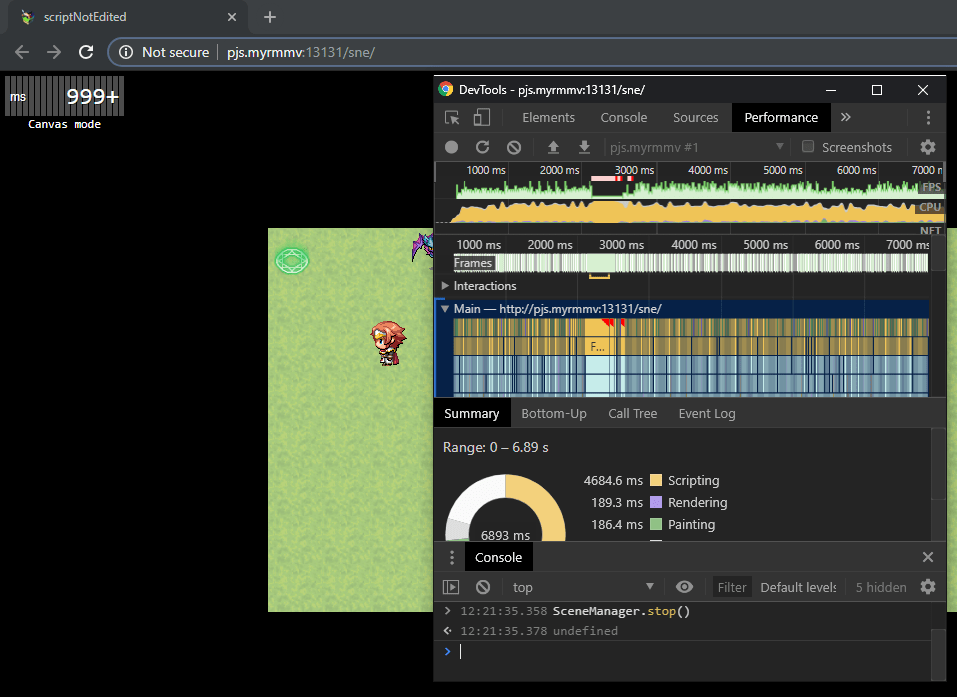 scriptNotEdited
Not secure pjs.myrmmv:13131/sne/
ms 999+
Canvas mode
DevTools - pjs.myrmmv:13131/sne/
Elements Console Sources Performance »
pjs.myrmmv #1 Screenshots
1000 ms 2000 ms 3000 ms 4000 ms 5000 ms 6000 ms 7000 n
FPS
CPU
NET
1000 ms 2000 ms 3000 ms 4000 ms 5000 ms 6000 ms 7000 ms
Frames
Interactions
Main — http://pjs.myrmmv:13131/sne/
F...
Summary Bottom-Up Call Tree Event Log
Range: 0 – 6.89 s
4684.6 ms Scripting
189.3 ms Rendering
186.4 ms Painting
6893 ms
Console
top Filter Default levels 5 hidden
12:21:35.358 SceneManager.stop()
12:21:35.378 undefined